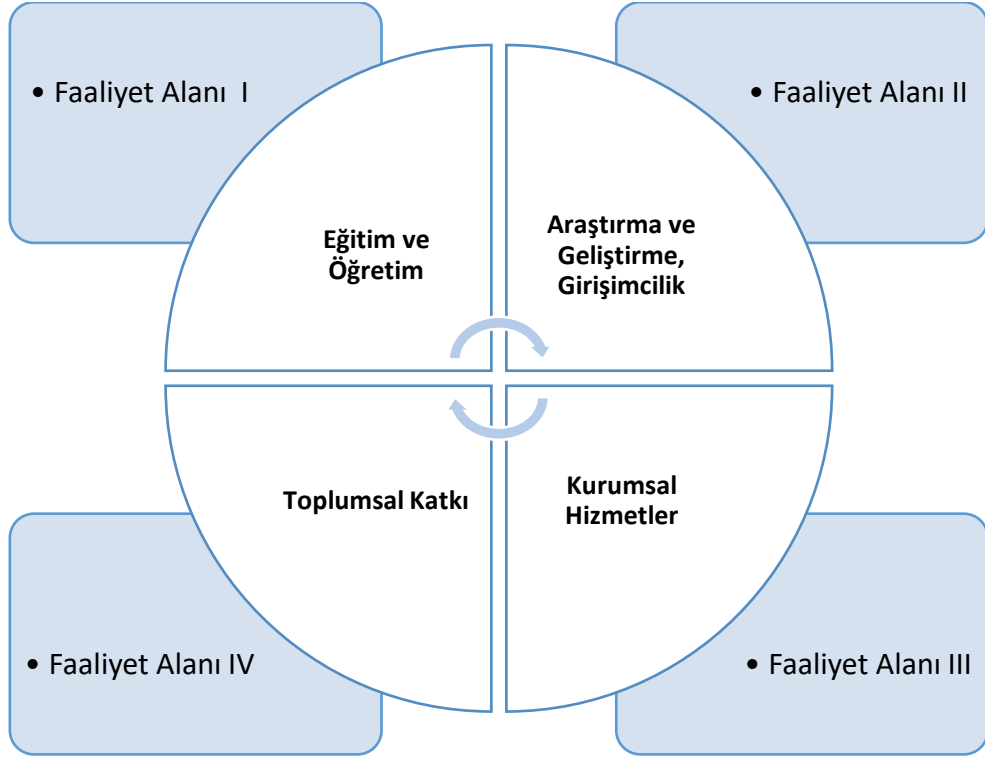 • Faaliyet Alanı  I
• Faaliyet Alanı II
Eğitim ve
Öğretim
Araştırma ve
Geliştirme,
Girişimcilik
Toplumsal Katkı
Kurumsal
Hizmetler
• Faaliyet Alanı IV
• Faaliyet Alanı III